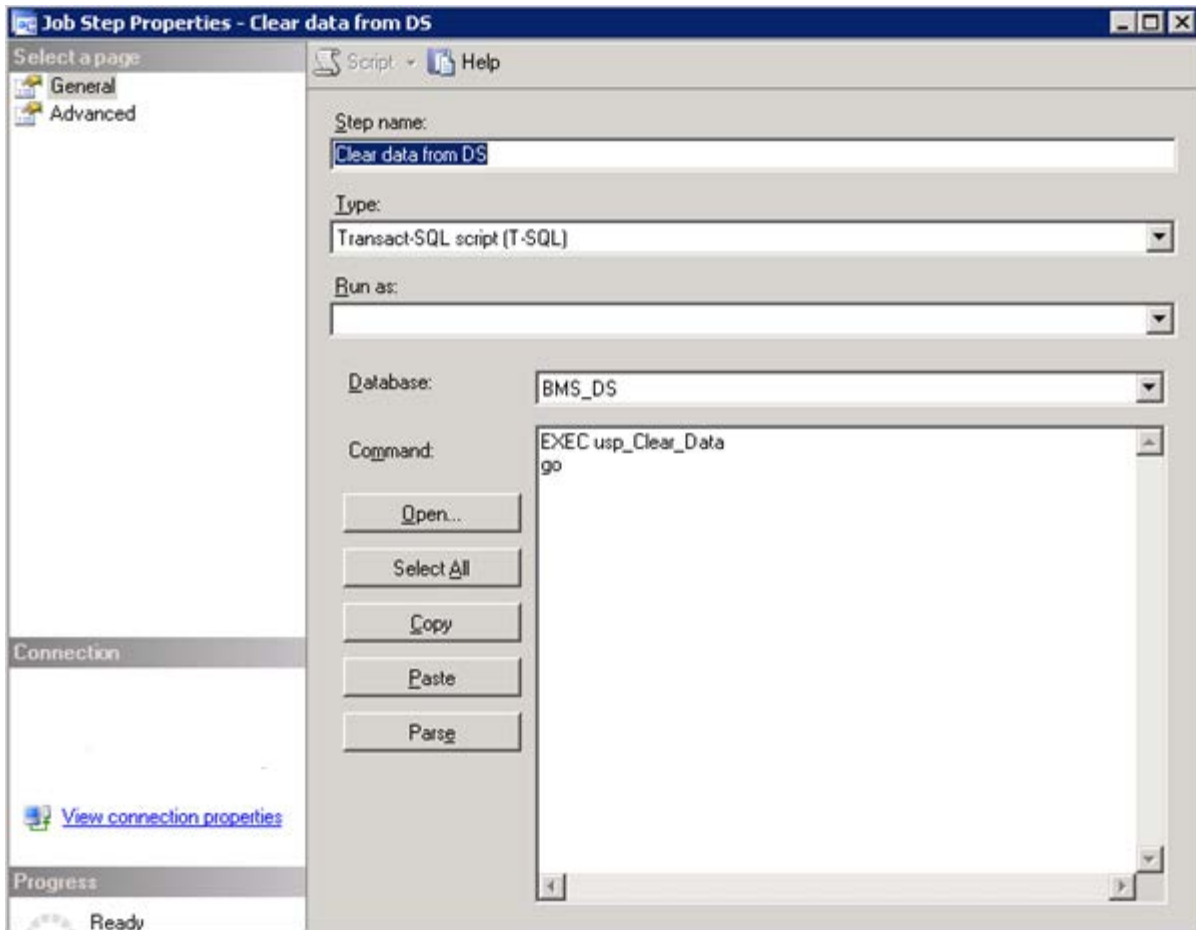 Job Step Properties - Clear data from DS
Select a page
General
Advanced
Script
Help
Step name:
Clear data from DS
Type:
Transact-SQL script (T-SQL)
Run as:
Database:
BMS_DS
Command:
EXEC usp_Clear_Data
go
Open...
Select All
Copy
Paste
Parse
Connection
View connection properties
Progress
Ready